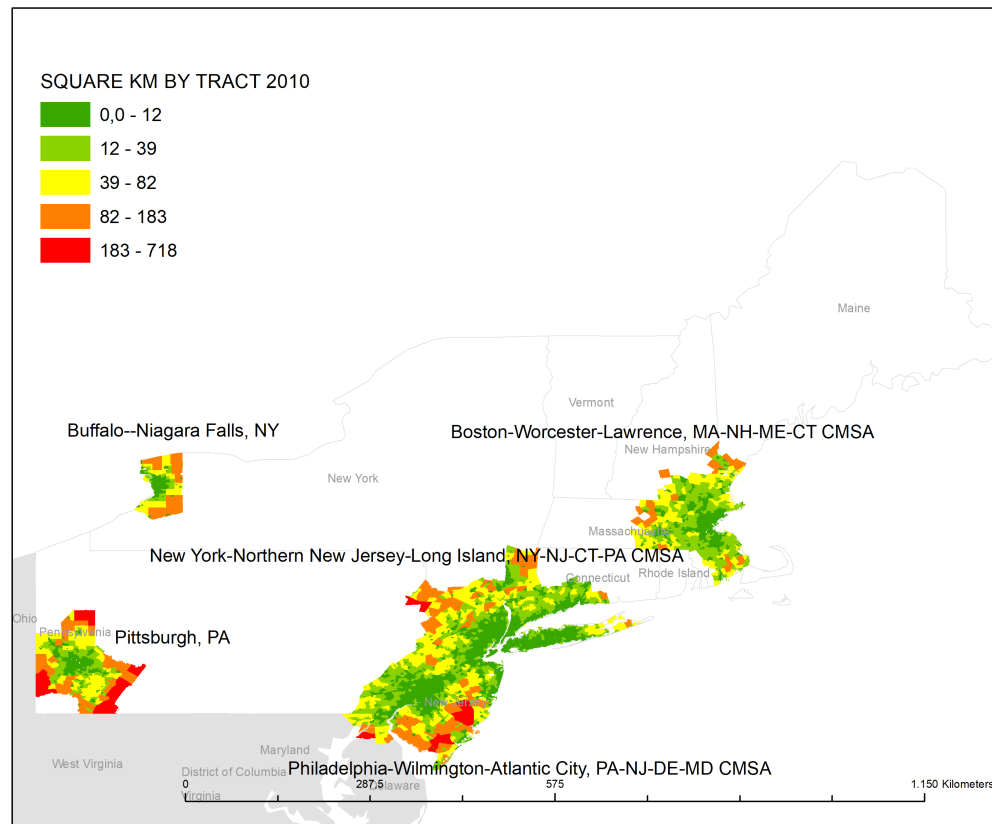 SQUARE KM BY TRACT 2010
0,0 - 12
12 - 39
39 - 82
82 - 183
183 - 718
Maine
Vermont
Buffalo--Niagara Falls, NY
Boston-Worcester-Lawrence, MA-NH-ME-CT CMSA
New Hampshire
New York
Massachusetts
New York-Northern New Jersey-Long Island, NY-NJ-CT-PA CMSA
Connecticut
Rhode Island
Ohio
Pennsylvania
Pittsburgh, PA
New Jersey
Maryland
West Virginia
District of Columbia
Philadelphia-Wilmington-Atlantic City, PA-NJ-DE-MD CMSA
Delaware
Virginia
0 287,5 575 1.150 Kilometers